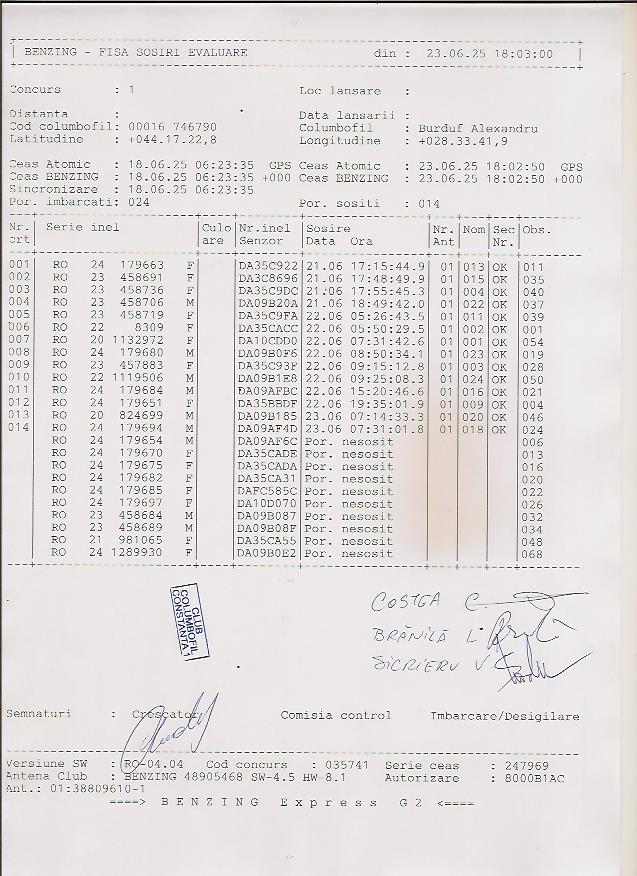 BENZING - FISA SOSIRI EVALUARE din : 23.06.25 18:03:00
Concurs : 1 Loc lansare :
Distanta : Data lansarii :
Cod columbofil: 00016 746790 Columbofil : Burduf Alexandru
Latitudine : +044.17.22,8 Longitudine : +028.33.41,9
Ceas Atomic : 18.06.25 06:23:35 GPS Ceas Atomic : 23.06.25 18:02:50 GPS
Ceas BENZING : 18.06.25 06:23:35 +000 Ceas BENZING : 23.06.25 18:02:50 +000
Sincronizare : 18.06.25 06:23:35
Por. imbarcati: 024 Por. sositi : 014
Nr. Serie inel Culo Nr.inel Sosire Nr. Nom Sec Obs.
crt are Senzor Data Ora Ant Nr.
001 RO 24 179663 F DA35C922 21.06 17:15:44.9 01 013 OK 011
002 RO 23 458691 F DA3C8696 21.06 17:48:49.9 01 015 OK 035
003 RO 23 458736 F DA35C9DC 21.06 17:55:45.3 01 004 OK 040
004 RO 23 458706 M DA09B20A 21.06 18:49:42.0 01 022 OK 037
005 RO 23 458719 F DA35C9FA 22.06 05:26:43.5 01 011 OK 039
006 RO 22 8309 F DA35CACC 22.06 05:50:29.5 01 002 OK 001
007 RO 20 1132972 F DA10CDD0 22.06 07:31:42.6 01 001 OK 054
008 RO 24 179680 M DA09B0F6 22.06 08:50:34.1 01 023 OK 019
009 RO 23 457883 F DA35C93F 22.06 09:15:12.8 01 003 OK 028
010 RO 22 1119506 M DA09B1E8 22.06 09:25:08.3 01 024 OK 050
011 RO 24 179684 M DA09AFBC 22.06 15:20:46.6 01 016 OK 021
012 RO 24 179651 F DA35BBDF 22.06 19:35:01.9 01 009 OK 004
013 RO 20 824699 M DA09B185 23.06 07:14:33.3 01 020 OK 046
014 RO 24 179694 M DA09AF4D 23.06 07:31:01.8 01 018 OK 024
RO 24 179654 M DA09AF6C Por. nesosit 006
RO 24 179670 F DA35CADE Por. nesosit 013
RO 24 179675 F DA35CADA Por. nesosit 016
RO 24 179682 F DA35CA31 Por. nesosit 020
RO 24 179685 F DAFC585C Por. nesosit 022
RO 24 179697 F DA10D070 Por. nesosit 026
RO 23 458684 M DA09B087 Por. nesosit 032
RO 23 458689 M DA09B08F Por. nesosit 034
RO 21 981065 F DA35CA55 Por. nesosit 048
RO 24 1289930 F DA09B0E2 Por. nesosit 068
CLUB
COLUMBOFIL
CONSTANTA 1
COSTEA C
BRĂNILĂ L
SICRIERU V
Semnaturi : Crescator Comisia control Imbarcare/Desigilare
Versiune SW : RO-04.04 Cod concurs : 035741 Serie ceas : 247969
Antena Club : BENZING 48905468 SW-4.5 HW-8.1 Autorizare : 8000B1AC
Ant.: 01:38809610-1
====> BENZING Express G2 <====